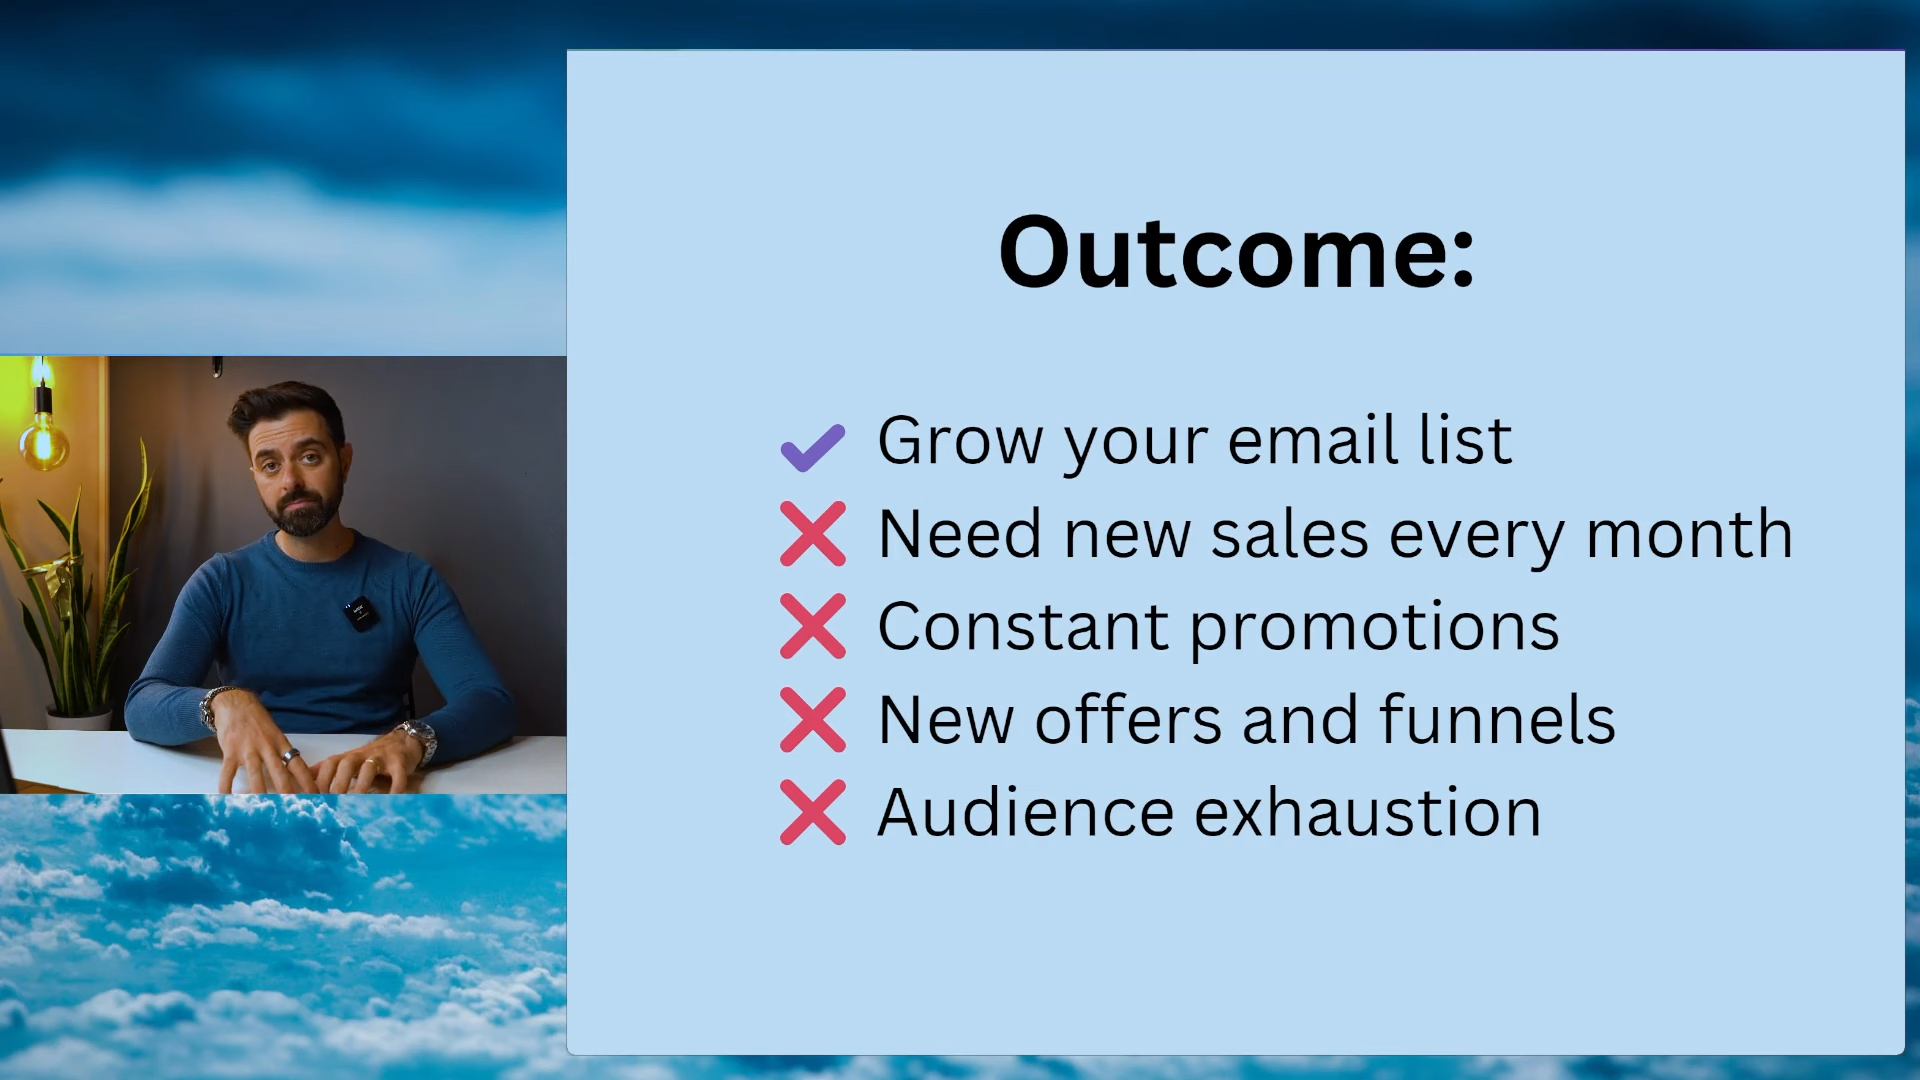 Outcome:
✔ Grow your email list
❌ Need new sales every month
❌ Constant promotions
❌ New offers and funnels
❌ Audience exhaustion